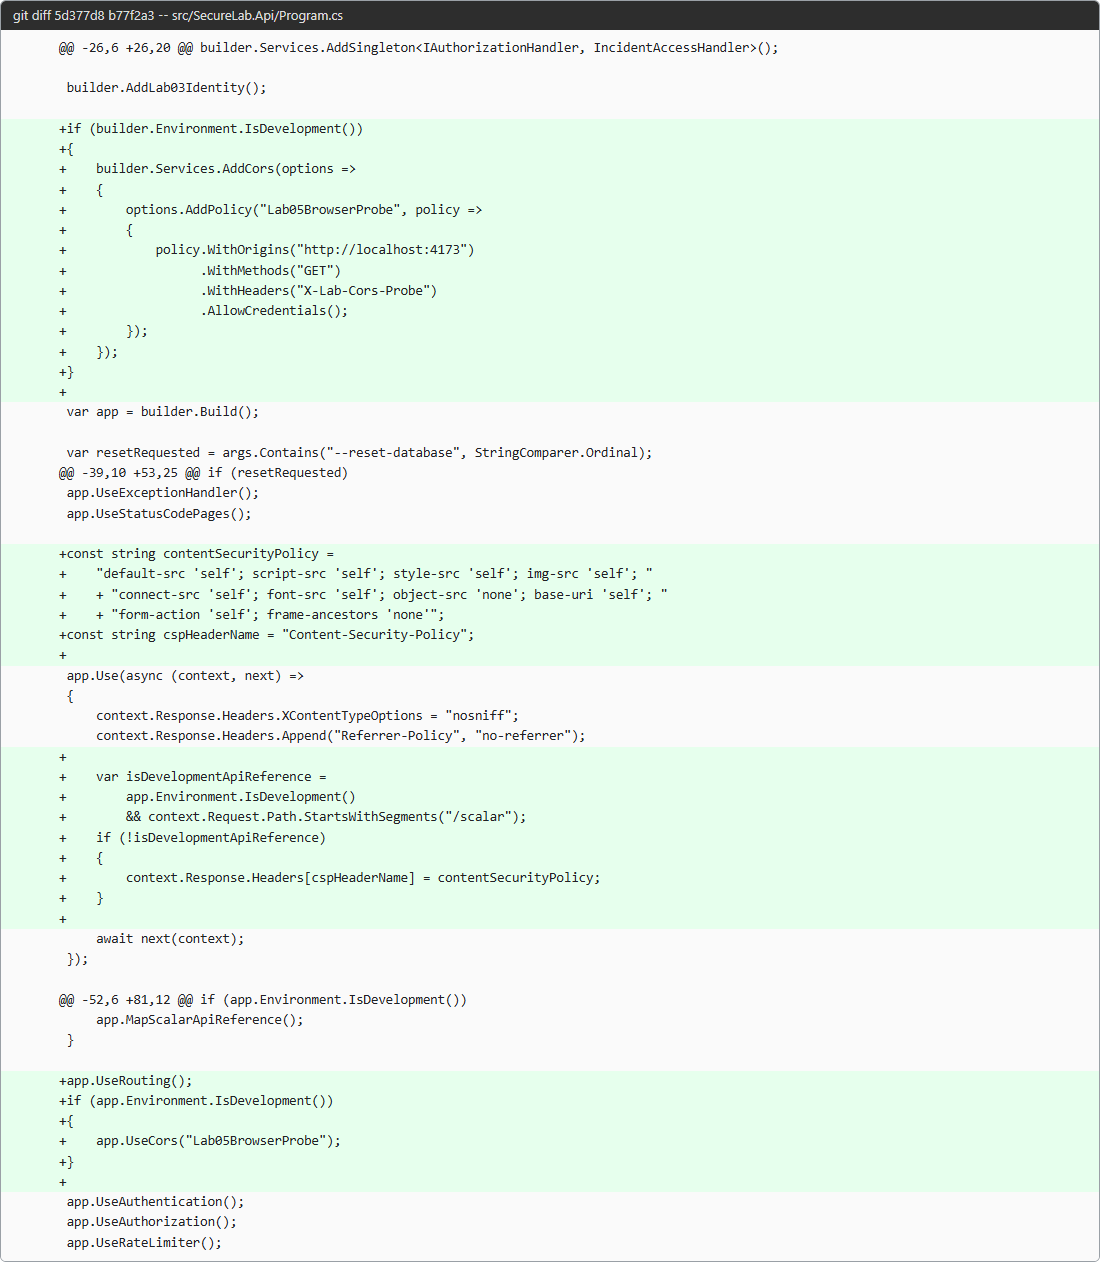 git diff 5d377d8 b77f2a3 -- src/SecureLab.Api/Program.cs
@@ -26,6 +26,20 @@ builder.Services.AddSingleton<IAuthorizationHandler, IncidentAccessHandler>();
 builder.AddLab03Identity();
+if (builder.Environment.IsDevelopment())
+{
+    builder.Services.AddCors(options =>
+    {
+        options.AddPolicy("Lab05BrowserProbe", policy =>
+        {
+            policy.WithOrigins("http://localhost:4173")
+                  .WithMethods("GET")
+                  .WithHeaders("X-Lab-Cors-Probe")
+                  .AllowCredentials();
+        });
+    });
+}
+
 var app = builder.Build();
 var resetRequested = args.Contains("--reset-database", StringComparer.Ordinal);
@@ -39,10 +53,25 @@ if (resetRequested)
 app.UseExceptionHandler();
 app.UseStatusCodePages();
+const string contentSecurityPolicy =
+    "default-src 'self'; script-src 'self'; style-src 'self'; img-src 'self'; "
+    + "connect-src 'self'; font-src 'self'; object-src 'none'; base-uri 'self'; "
+    + "form-action 'self'; frame-ancestors 'none'";
+const string cspHeaderName = "Content-Security-Policy";
+
 app.Use(async (context, next) =>
 {
     context.Response.Headers.XContentTypeOptions = "nosniff";
     context.Response.Headers.Append("Referrer-Policy", "no-referrer");
+
+    var isDevelopmentApiReference =
+        app.Environment.IsDevelopment()
+        && context.Request.Path.StartsWithSegments("/scalar");
+    if (!isDevelopmentApiReference)
+    {
+        context.Response.Headers[cspHeaderName] = contentSecurityPolicy;
+    }
+
     await next(context);
 });
@@ -52,6 +81,12 @@ if (app.Environment.IsDevelopment())
     app.MapScalarApiReference();
 }
+app.UseRouting();
+if (app.Environment.IsDevelopment())
+{
+    app.UseCors("Lab05BrowserProbe");
+}
+
 app.UseAuthentication();
 app.UseAuthorization();
 app.UseRateLimiter();